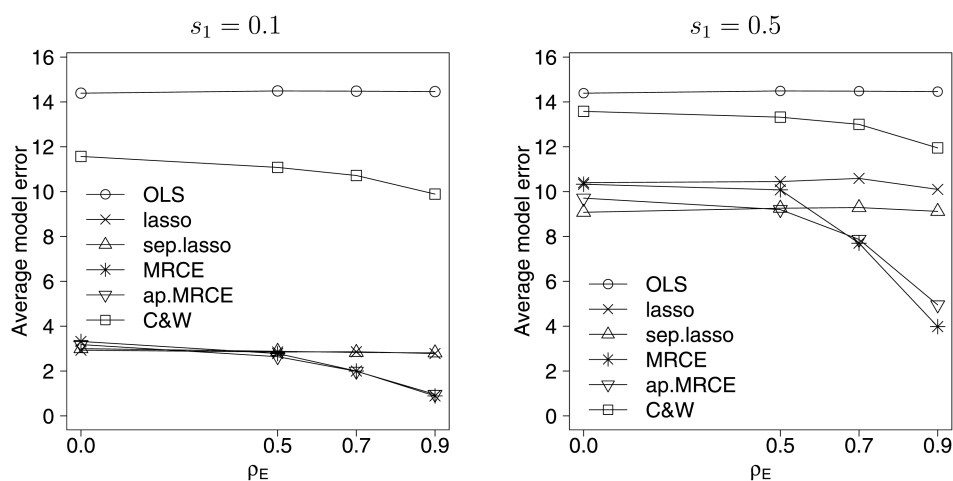 s₁ = 0.1
Average model error
16
14
12
10
8
6
4
2
0
OLS
lasso
sep.lasso
MRCE
ap.MRCE
C&W
0.0 0.5 0.7 0.9
ρE
s₁ = 0.5
Average model error
16
14
12
10
8
6
4
2
0
OLS
lasso
sep.lasso
MRCE
ap.MRCE
C&W
0.0 0.5 0.7 0.9
ρE